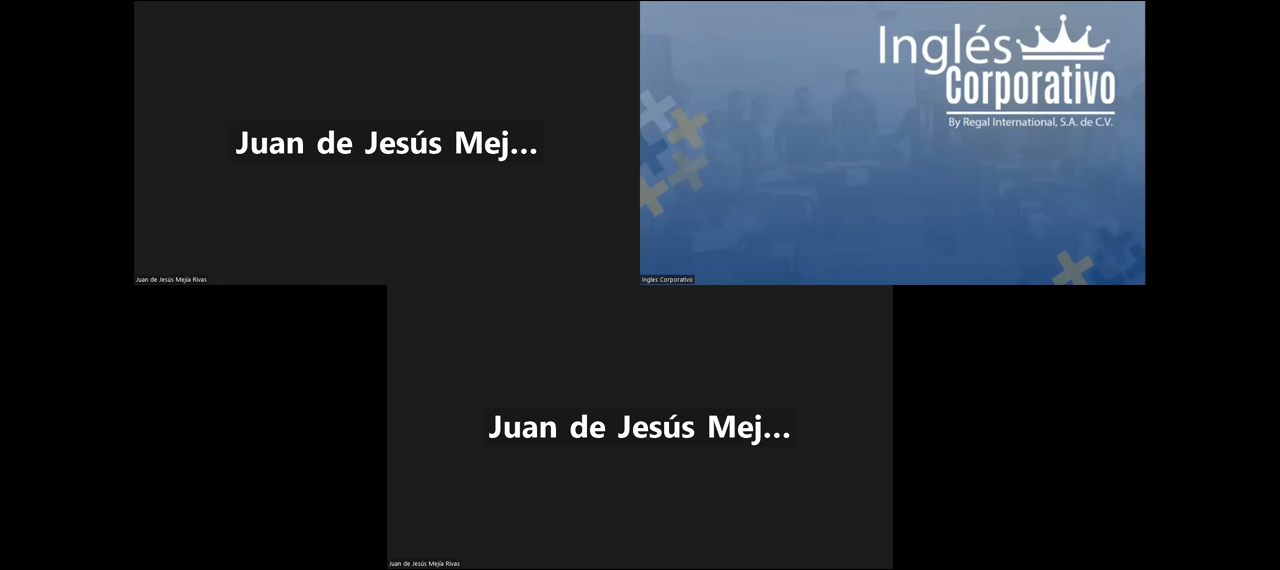 Juan de Jesús Mej...
Juan de Jesús Mejía Rivas
Inglés
Corporativo
By Regal International, S.A. de C.V.
Ingles Corporativo
Juan de Jesús Mej...
Juan de Jesús Mejía Rivas